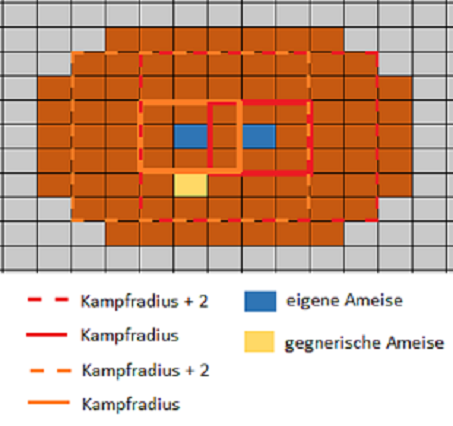 Kampfradius + 2
Kampfradius
Kampfradius + 2
Kampfradius
eigene Ameise
gegnerische Ameise